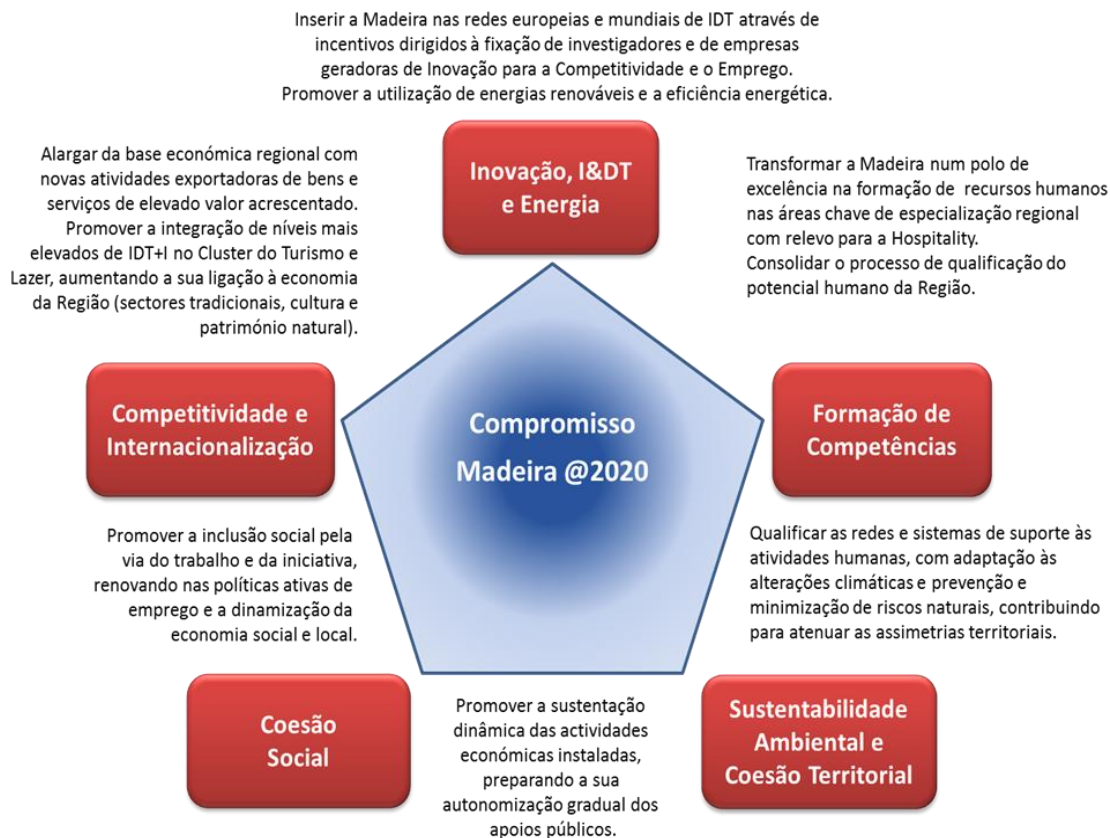 Inserir a Madeira nas redes europeias e mundiais de IDT através de
incentivos dirigidos à fixação de investigadores e de empresas
geradoras de Inovação para a Competitividade e o Emprego.
Promover a utilização de energias renováveis e a eficiência energética.
Inovação, I&DT
e Energia
Alargar da base económica regional com
novas atividades exportadoras de bens e
serviços de elevado valor acrescentado.
Promover a integração de níveis mais
elevados de IDT+I no Cluster do Turismo e
Lazer, aumentando a sua ligação à economia
da Região (sectores tradicionais, cultura e
património natural).
Transformar a Madeira num polo de
excelência na formação de recursos humanos
nas áreas chave de especialização regional
com relevo para a Hospitality.
Consolidar o processo de qualificação do
potencial humano da Região.
Competitividade e
Internacionalização
Compromisso
Madeira @2020
Formação de
Competências
Promover a inclusão social pela
via do trabalho e da iniciativa,
renovando nas políticas ativas de
emprego e a dinamização da
economia social e local.
Qualificar as redes e sistemas de suporte às
atividades humanas, com adaptação às
alterações climáticas e prevenção e
minimização de riscos naturais, contribuindo
para atenuar as assimetrias territoriais.
Coesão
Social
Promover a sustentação
dinâmica das actividades
económicas instaladas,
preparando a sua
autonomização gradual dos
apoios públicos.
Sustentabilidade
Ambiental e
Coesão Territorial